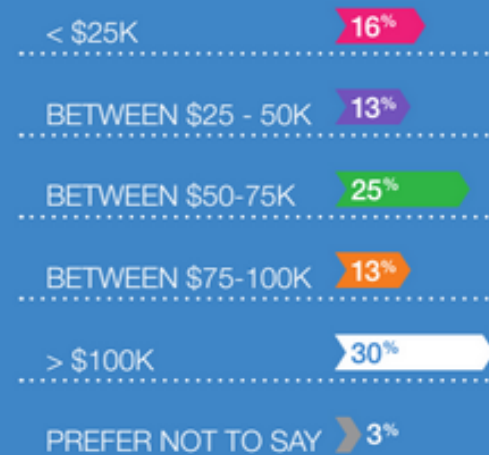 < $25K 16%
BETWEEN $25 - 50K 13%
BETWEEN $50-75K 25%
BETWEEN $75-100K 13%
> $100K 30%
PREFER NOT TO SAY 3%